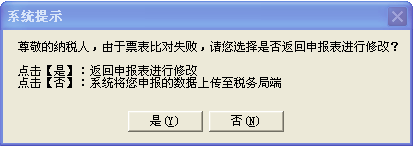 系统提示
尊敬的纳税人，由于票表比对失败，请您选择是否返回申报表进行修改？
点击【是】：返回申报表进行修改
点击【否】：系统将您申报的数据上传至税务局端
是(Y)
否(N)